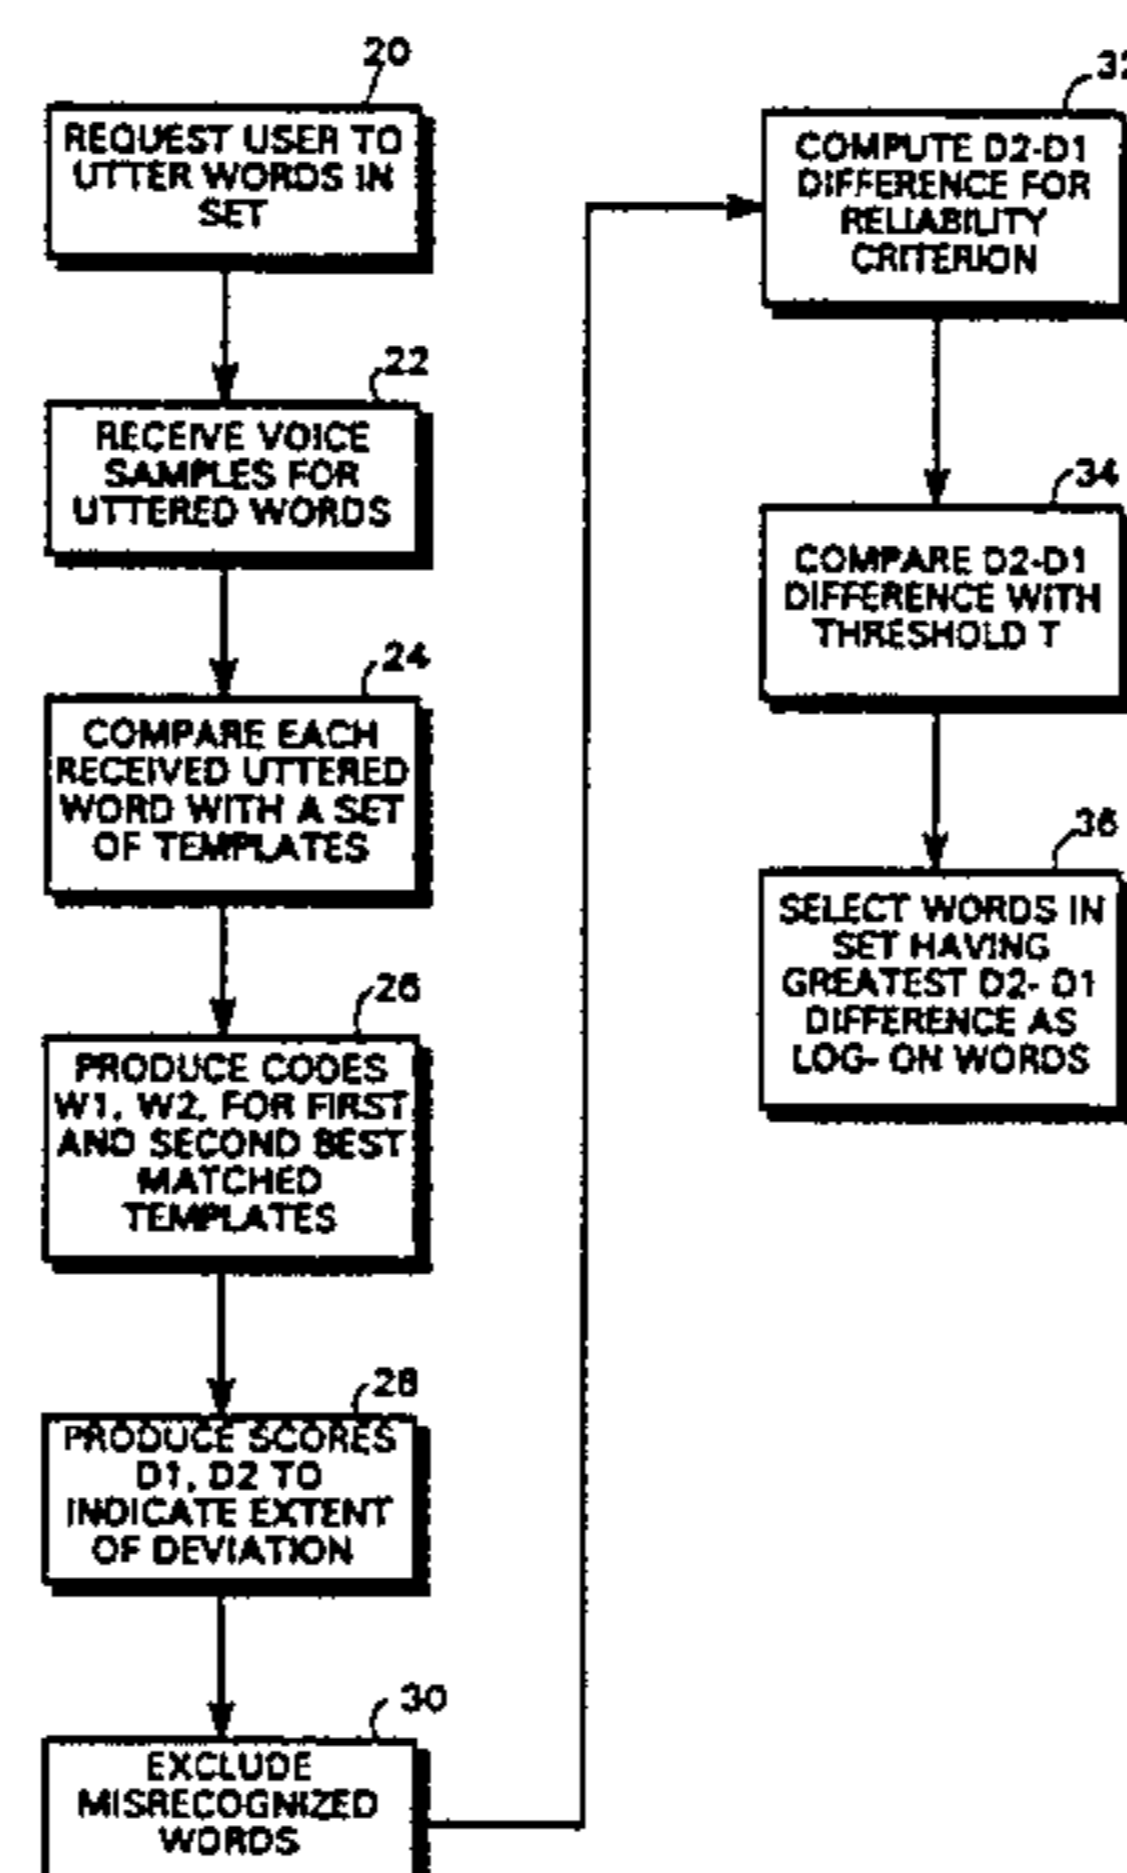 20
REQUEST USER TO
UTTER WORDS IN
SET
22
RECEIVE VOICE
SAMPLES FOR
UTTERED WORDS
24
COMPARE EACH
RECEIVED UTTERED
WORD WITH A SET
OF TEMPLATES
26
PRODUCE CODES
W1, W2, FOR FIRST
AND SECOND BEST
MATCHED
TEMPLATES
28
PRODUCE SCORES
D1, D2 TO
INDICATE EXTENT
OF DEVIATION
30
EXCLUDE
MISRECOGNIZED
WORDS
32
COMPUTE D2-D1
DIFFERENCE FOR
RELIABILITY
CRITERION
34
COMPARE D2-D1
DIFFERENCE WITH
THRESHOLD T
36
SELECT WORDS IN
SET HAVING
GREATEST D2- D1
DIFFERENCE AS
LOG- ON WORDS